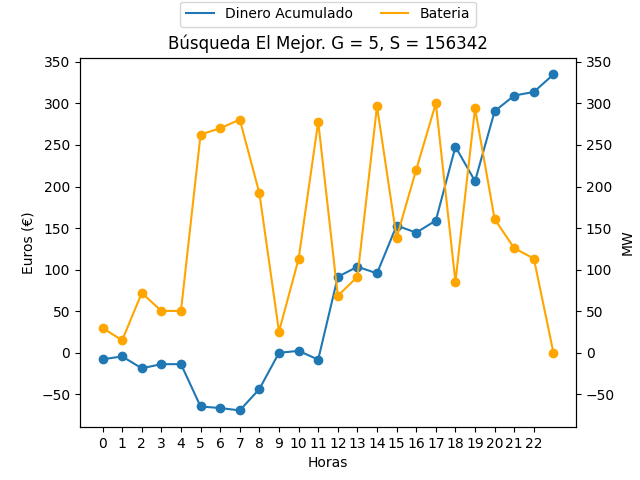 Dinero Acumulado Bateria
Búsqueda El Mejor. G = 5, S = 156342
350 350
300 300
250 250
200 200
150 150
100 100
50 50
0 0
−50 −50
Euros (€)
MW
0 1 2 3 4 5 6 7 8 9 10 11 12 13 14 15 16 17 18 19 20 21 22
Horas